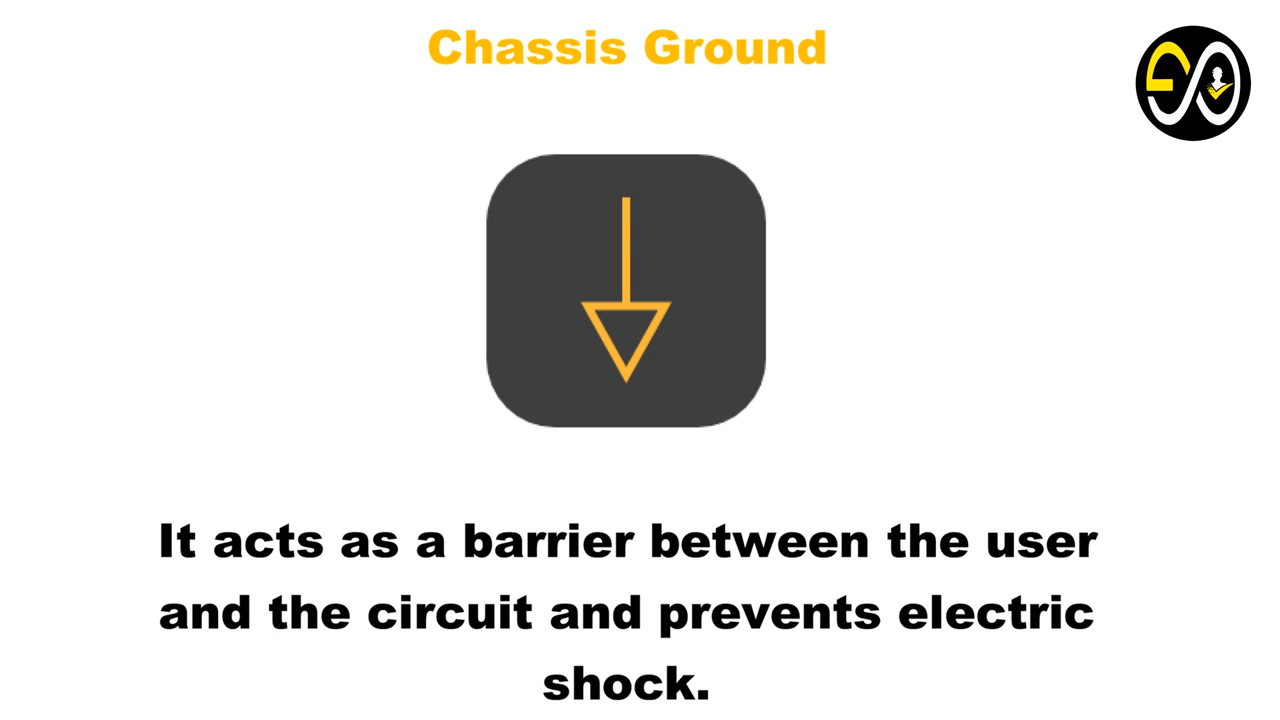 Chassis Ground
It acts as a barrier between the user
and the circuit and prevents electric
shock.